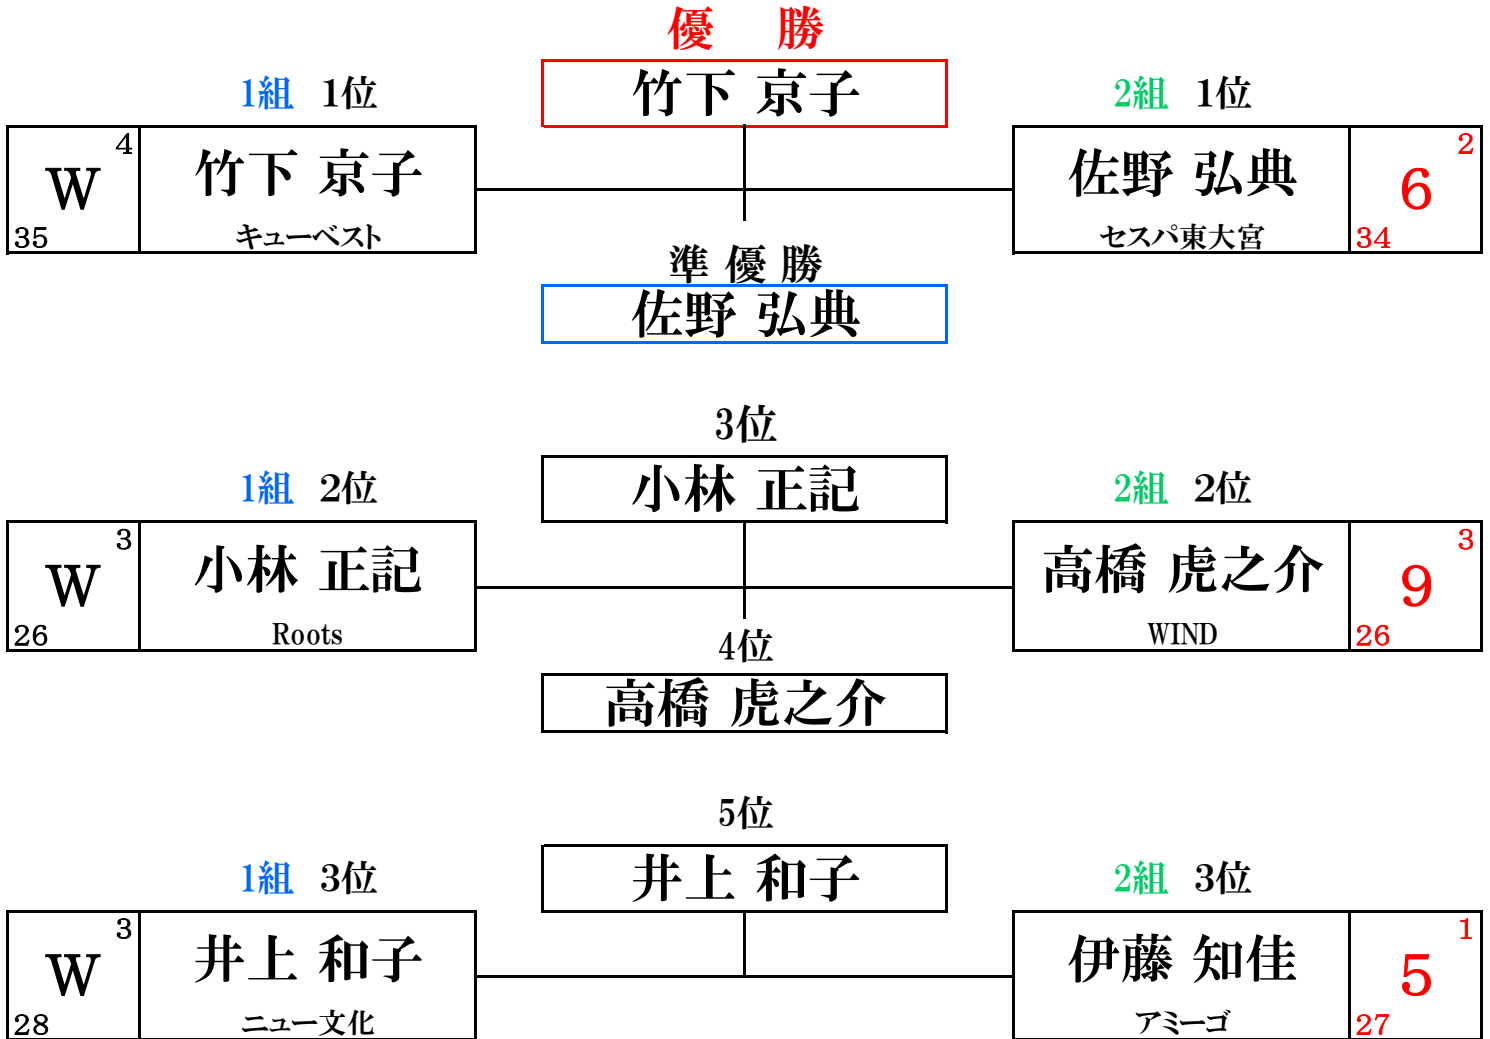 優 勝
竹下 京子
1組 1位
2組 1位
4
W
35
竹下 京子
キューベスト
佐野 弘典
セスパ東大宮
2
6
34
準 優 勝
佐野 弘典
3位
小林 正記
1組 2位
2組 2位
3
W
26
小林 正記
Roots
高橋 虎之介
WIND
3
9
26
4位
高橋 虎之介
5位
井上 和子
1組 3位
2組 3位
3
W
28
井上 和子
ニュー文化
伊藤 知佳
アミーゴ
1
5
27